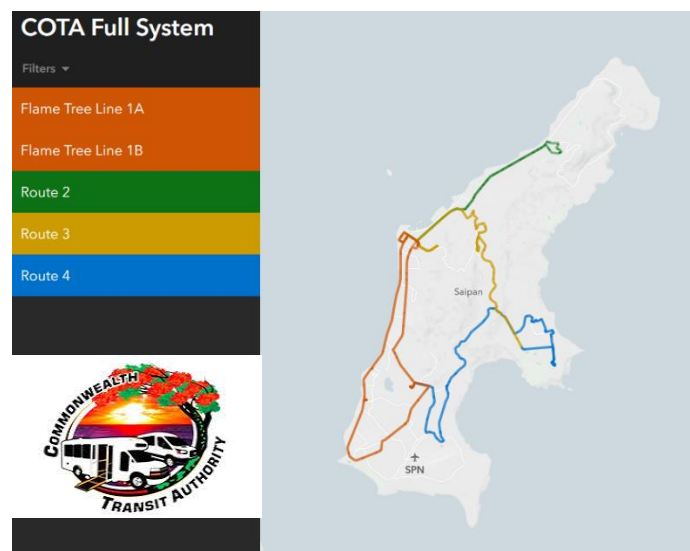 COTA Full System
Filters
Flame Tree Line 1A
Flame Tree Line 1B
Route 2
Route 3
Route 4
COMMONWEALTH
TRANSIT AUTHORITY
Saipan
SPN